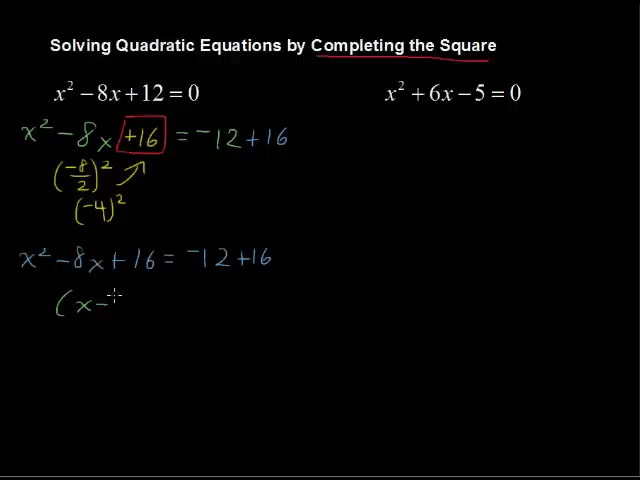 Solving Quadratic Equations by Completing the Square
x² − 8x + 12 = 0
x² + 6x − 5 = 0
x² − 8x +16 = -12 +16
(-8/2)²
(-4)²
x² − 8x + 16 = -12 +16
(x −